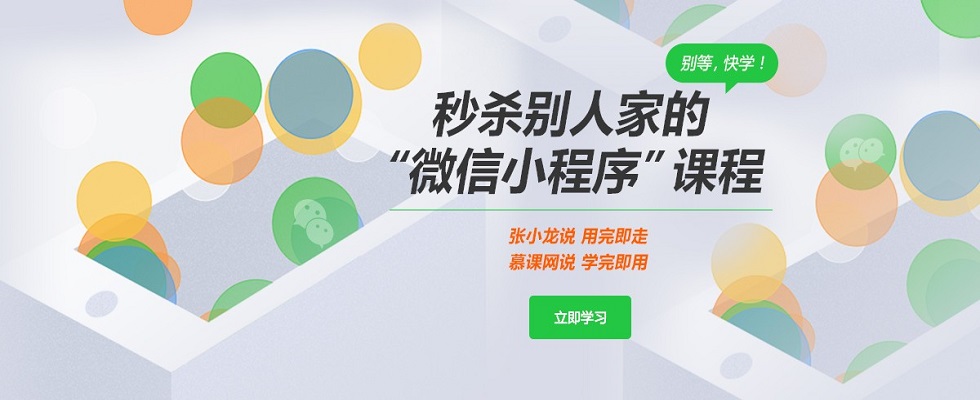 别等，快学！
秒杀别人家的
“微信小程序”课程
张小龙说 用完即走
慕课网说 学完即用
立即学习